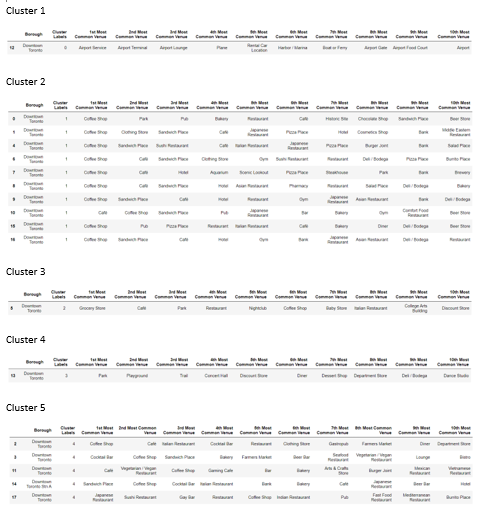 Cluster 1
Borough Cluster Labels 1st Most Common Venue 2nd Most Common Venue 3rd Most Common Venue 4th Most Common Venue 5th Most Common Venue 6th Most Common Venue 7th Most Common Venue 8th Most Common Venue 9th Most Common Venue 10th Most Common Venue
12 Downtown Toronto 0 Airport Service Airport Terminal Airport Lounge Plane Rental Car Location Harbor / Marina Boat or Ferry Airport Gate Airport Food Court Airport
Cluster 2
Borough Cluster Labels 1st Most Common Venue 2nd Most Common Venue 3rd Most Common Venue 4th Most Common Venue 5th Most Common Venue 6th Most Common Venue 7th Most Common Venue 8th Most Common Venue 9th Most Common Venue 10th Most Common Venue
0 Downtown Toronto 1 Coffee Shop Park Pub Bakery Restaurant Café Historic Site Chocolate Shop Sandwich Place Beer Store
1 Downtown Toronto 1 Coffee Shop Clothing Store Sandwich Place Café Japanese Restaurant Pizza Place Hotel Cosmetics Shop Bank Middle Eastern Restaurant
4 Downtown Toronto 1 Coffee Shop Sandwich Place Sushi Restaurant Café Italian Restaurant Japanese Restaurant Pizza Place Burger Joint Bank Salad Place
Downtown Toronto 1 Coffee Shop Café Sandwich Place Clothing Store Gym Sushi Restaurant Restaurant Deli / Bodega Pizza Place Burrito Place
7 Downtown Toronto 1 Coffee Shop Café Hotel Aquarium Scenic Lookout Pizza Place Steakhouse Park Bank Brewery
8 Downtown Toronto 1 Coffee Shop Café Sandwich Place Hotel Asian Restaurant Pharmacy Restaurant Salad Place Deli / Bodega Bakery
9 Downtown Toronto 1 Coffee Shop Sandwich Place Café Hotel Restaurant Gym Japanese Restaurant Asian Restaurant Bank Deli / Bodega
10 Downtown Toronto 1 Café Coffee Shop Sandwich Place Pub Japanese Restaurant Bar Bakery Gym Comfort Food Restaurant Beer Store
15 Downtown Toronto 1 Coffee Shop Pub Pizza Place Restaurant Italian Restaurant Café Bakery Diner Deli / Bodega Beer Store
16 Downtown Toronto 1 Coffee Shop Sandwich Place Café Hotel Gym Bank Japanese Restaurant Asian Restaurant Deli / Bodega Restaurant
Cluster 3
Borough Cluster Labels 1st Most Common Venue 2nd Most Common Venue 3rd Most Common Venue 4th Most Common Venue 5th Most Common Venue 6th Most Common Venue 7th Most Common Venue 8th Most Common Venue 9th Most Common Venue 10th Most Common Venue
Downtown Toronto 2 Grocery Store Café Park Restaurant Nightclub Coffee Shop Baby Store Italian Restaurant College Arts Building Discount Store
Cluster 4
Borough Cluster Labels 1st Most Common Venue 2nd Most Common Venue 3rd Most Common Venue 4th Most Common Venue 5th Most Common Venue 6th Most Common Venue 7th Most Common Venue 8th Most Common Venue 9th Most Common Venue 10th Most Common Venue
13 Downtown Toronto 3 Park Playground Trail Concert Hall Discount Store Diner Dessert Shop Department Store Deli / Bodega Dance Studio
Cluster 5
Borough Cluster Labels 1st Most Common Venue 2nd Most Common Venue 3rd Most Common Venue 4th Most Common Venue 5th Most Common Venue 6th Most Common Venue 7th Most Common Venue 8th Most Common Venue 9th Most Common Venue 10th Most Common Venue
2 Downtown Toronto 4 Coffee Shop Café Italian Restaurant Cocktail Bar Restaurant Clothing Store Gastropub Farmers Market Diner Department Store
3 Downtown Toronto 4 Cocktail Bar Coffee Shop Sandwich Place Bakery Farmers Market Beer Bar Seafood Restaurant Vegetarian / Vegan Restaurant Lounge Bistro
11 Downtown Toronto 4 Café Vegetarian / Vegan Restaurant Coffee Shop Gaming Cafe Bar Bakery Arts & Crafts Store Burger Joint Mexican Restaurant Vietnamese Restaurant
14 Downtown Toronto Stn A 4 Sandwich Place Coffee Shop Cocktail Bar Italian Restaurant Bank Bakery Café Japanese Restaurant Beer Bar Hotel
17 Downtown Toronto 4 Japanese Restaurant Sushi Restaurant Gay Bar Restaurant Coffee Shop Indian Restaurant Pub Fast Food Restaurant Mediterranean Restaurant Burrito Place